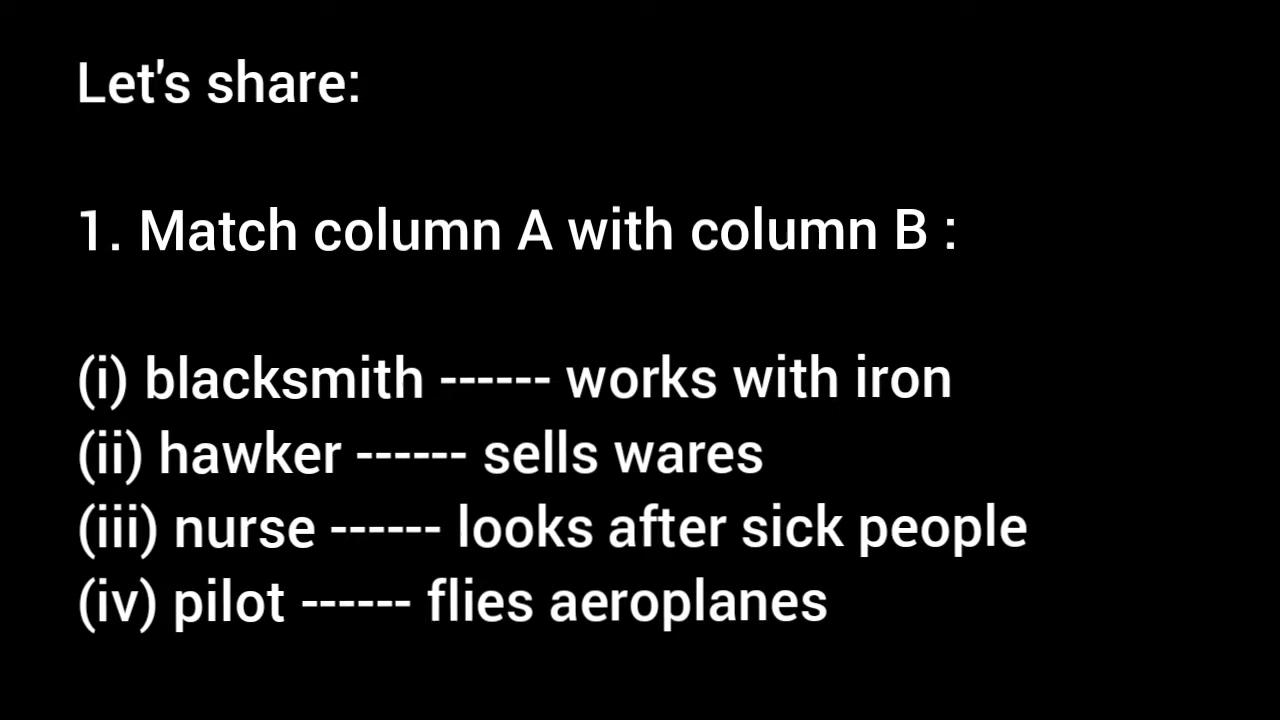 Let's share:
1. Match column A with column B :
(i) blacksmith ------ works with iron
(ii) hawker ------ sells wares
(iii) nurse ------ looks after sick people
(iv) pilot ------ flies aeroplanes